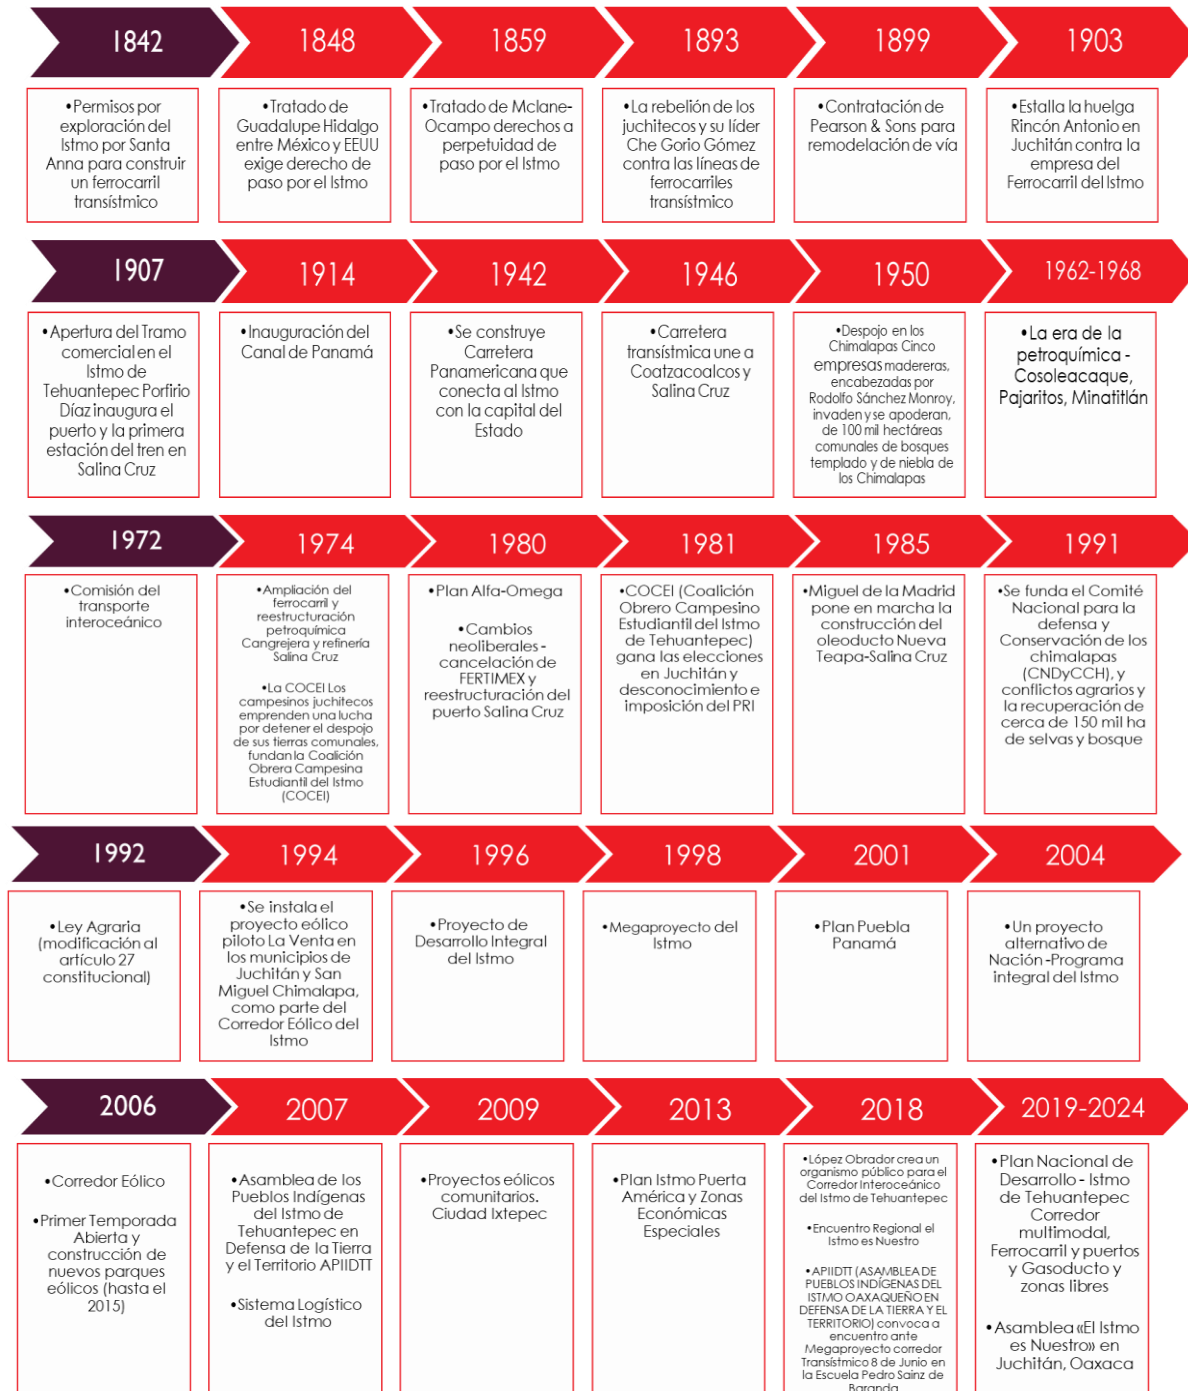 1842
1848
1859
1893
1899
1903
•Permisos por
exploración del
Istmo por Santa
Anna para construir
un ferrocarril
transístmico
•Tratado de
Guadalupe Hidalgo
entre México y EEUU
exige derecho de
paso por el Istmo
•Tratado de Mclane-
Ocampo derechos a
perpetuidad de
paso por el Istmo
•La rebelión de los
juchitecos y su líder
Che Gorio Gómez
contra las líneas de
ferrocarriles
transístmico
•Contratación de
Pearson & Sons para
remodelación de vía
•Estalla la huelga
Rincón Antonio en
Juchitán contra la
empresa del
Ferrocarril del Istmo
1907
1914
1942
1946
1950
1962-1968
•Apertura del Tramo
comercial en el
Istmo de
Tehuantepec Porfirio
Díaz inaugura el
puerto y la primera
estación del tren en
Salina Cruz
•Inauguración del
Canal de Panamá
•Se construye
Carretera
Panamericana que
conecta al Istmo
con la capital del
Estado
•Carretera
transístmica une a
Coatzacoalcos y
Salina Cruz
•Despojo en los
Chimalapas Cinco
empresas madereras,
encabezadas por
Rodolfo Sánchez Monroy,
invaden y se apoderan,
de 100 mil hectáreas
comunales de bosques
templado y de niebla de
los Chimalapas
•La era de la
petroquímica -
Cosoleacaque,
Pajaritos, Minatitlán
1972
1974
1980
1981
1985
1991
•Comisión del
transporte
interoceánico
•Ampliación del
ferrocarril y
reestructuración
petroquímica
Cangrejera y refinería
Salina Cruz
•La COCEI Los
campesinos juchitecos
emprenden una lucha
por detener el despojo
de sus tierras comunales,
fundan la Coalición
Obrera Campesina
Estudiantil del Istmo
(COCEI)
•Plan Alfa-Omega
•Cambios
neoliberales -
cancelación de
FERTIMEX y
reestructuración del
puerto Salina Cruz
•COCEI (Coalición
Obrero Campesino
Estudiantil del Istmo
de Tehuantepec)
gana las elecciones
en Juchitán y
desconocimiento e
imposición del PRI
•Miguel de la Madrid
pone en marcha la
construcción del
oleoducto Nueva
Teapa-Salina Cruz
•Se funda el Comité
Nacional para la
defensa y
Conservación de los
chimalapas
(CNDyCCH), y
conflictos agrarios y
la recuperación de
cerca de 150 mil ha
de selvas y bosque
1992
1994
1996
1998
2001
2004
•Ley Agraria
(modificación al
artículo 27
constitucional)
•Se instala el
proyecto eólico
piloto La Venta en
los municipios de
Juchitán y San
Miguel Chimalapa,
como parte del
Corredor Eólico del
Istmo
•Proyecto de
Desarrollo Integral
del Istmo
•Megaproyecto del
Istmo
•Plan Puebla
Panamá
•Un proyecto
alternativo de
Nación -Programa
integral del Istmo
2006
2007
2009
2013
2018
2019-2024
•Corredor Eólico
•Primer Temporada
Abierta y
construcción de
nuevos parques
eólicos (hasta el
2015)
•Asamblea de los
Pueblos Indígenas
del Istmo de
Tehuantepec en
Defensa de la Tierra
y el Territorio APIIDTT
•Sistema Logístico
del Istmo
•Proyectos eólicos
comunitarios.
Ciudad Ixtepec
•Plan Istmo Puerta
América y Zonas
Económicas
Especiales
•López Obrador crea un
organismo público para el
Corredor Interoceánico
del Istmo de Tehuantepec
•Encuentro Regional el
Istmo es Nuestro
•APIIDTT (ASAMBLEA DE
PUEBLOS INDÍGENAS DEL
ISTMO OAXAQUEÑO EN
DEFENSA DE LA TIERRA Y EL
TERRITORIO) convoca a
encuentro ante
Megaproyecto corredor
Transístmico 8 de Junio en
la Escuela Pedro Sainz de
Baranda
•Plan Nacional de
Desarrollo - Istmo
de Tehuantepec
Corredor
multimodal,
Ferrocarril y puertos
y Gasoducto y
zonas libres
•Asamblea «El Istmo
es Nuestro» en
Juchitán, Oaxaca